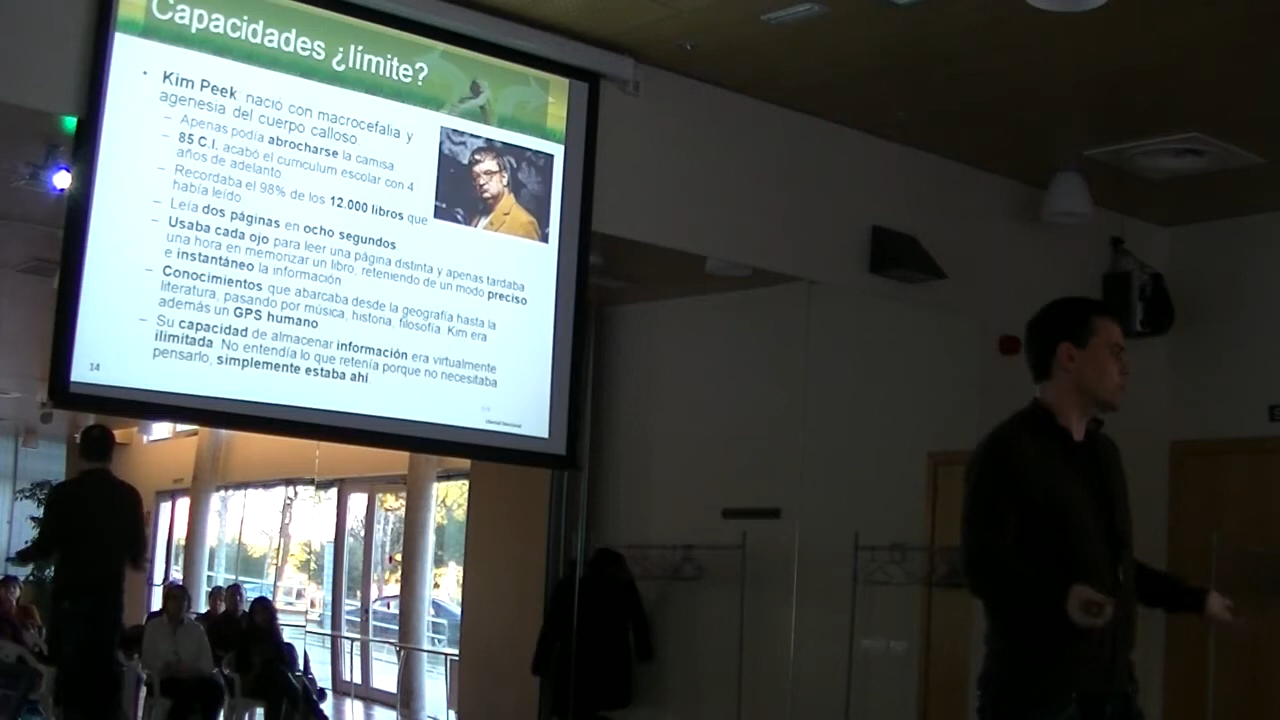 Capacidades ¿límite?
• Kim Peek nació con macrocefalia y
agenesia del cuerpo calloso
– Apenas podía abrocharse la camisa
– 85 C.I. acabó el curriculum escolar con 4
años de adelanto
– Recordaba el 98% de los 12.000 libros que
había leído
– Leía dos páginas en ocho segundos
– Usaba cada ojo para leer una página distinta y apenas tardaba
una hora en memorizar un libro, reteniendo de un modo preciso
e instantáneo la información
– Conocimientos que abarcaba desde la geografía hasta la
literatura, pasando por música, historia, filosofía. Kim era
además un GPS humano
– Su capacidad de almacenar información era virtualmente
ilimitada. No entendía lo que retenía porque no necesitaba
pensarlo, simplemente estaba ahí
14